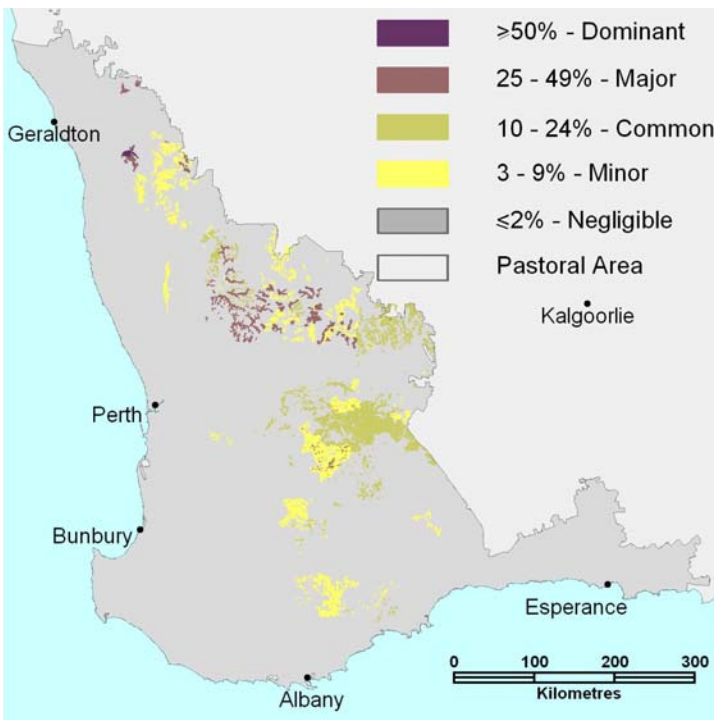 ≥50% - Dominant
25 - 49% - Major
10 - 24% - Common
3 - 9% - Minor
≤2% - Negligible
Pastoral Area
Geraldton
Kalgoorlie
Perth
Bunbury
Esperance
Albany
0 100 200 300
Kilometres